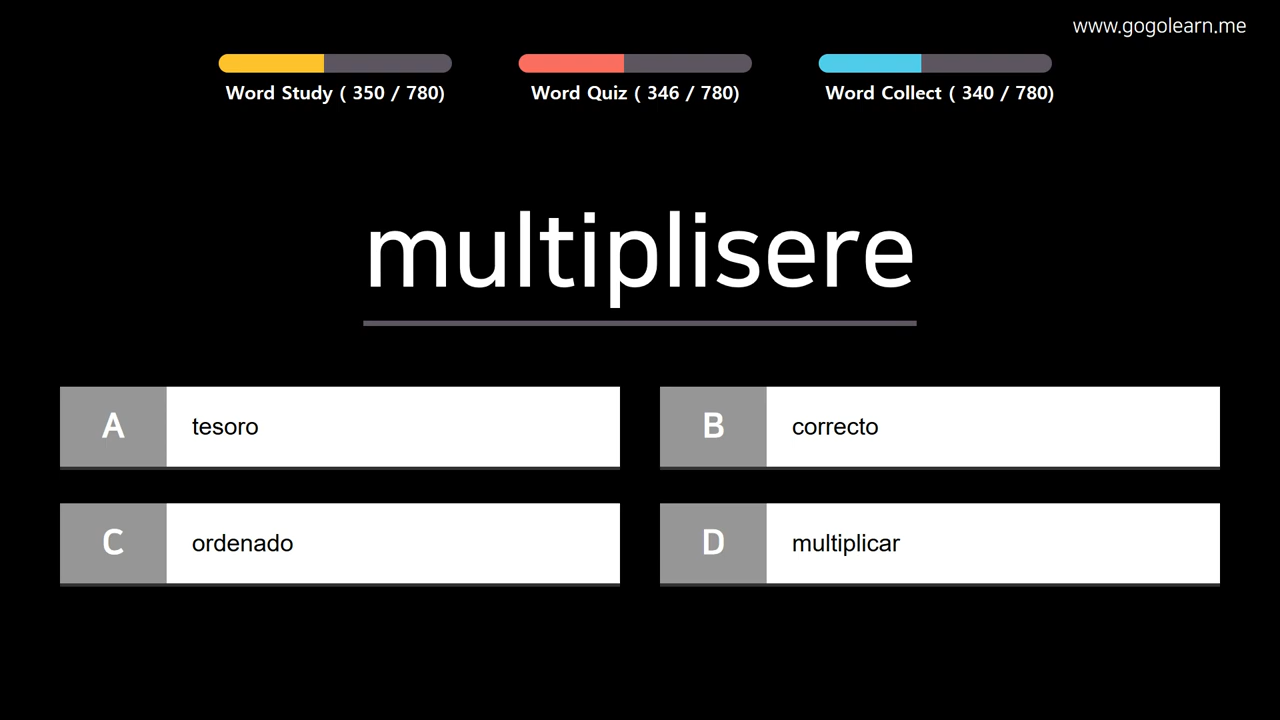 www.gogolearn.me
Word Study ( 350 / 780)
Word Quiz ( 346 / 780)
Word Collect ( 340 / 780)
multiplisere
A tesoro
B correcto
C ordenado
D multiplicar